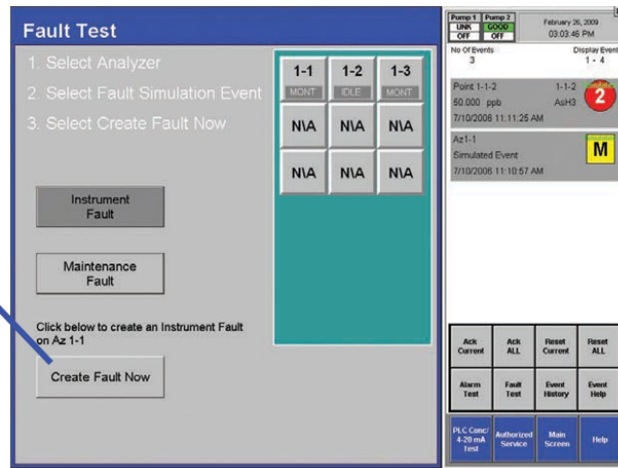 Fault Test
1. Select Analyzer
2. Select Fault Simulation Event
3. Select Create Fault Now
1-1 1-2 1-3
MONT IDLE MONT
N\A N\A N\A
N\A N\A N\A
Instrument
Fault
Maintenance
Fault
Click below to create an Instrument Fault
on Az 1-1
Create Fault Now
Pump 1 Pump 2
LINK GOOD
OFF OFF
February 26, 2009
03:03:46 PM
No Of Events
3
Display Event
1 - 4
Point 1-1-2 1-1-2
50.000 ppb AsH3
7/10/2006 11:11:25 AM
2
Az1-1
Simulated Event
7/10/2006 11:10:57 AM
M
Ack
Current
Ack
ALL
Reset
Current
Reset
ALL
Alarm
Test
Fault
Test
Event
History
Event
Help
PLC Conc/
4-20 mA
Test
Authorized
Service
Main
Screen
Help